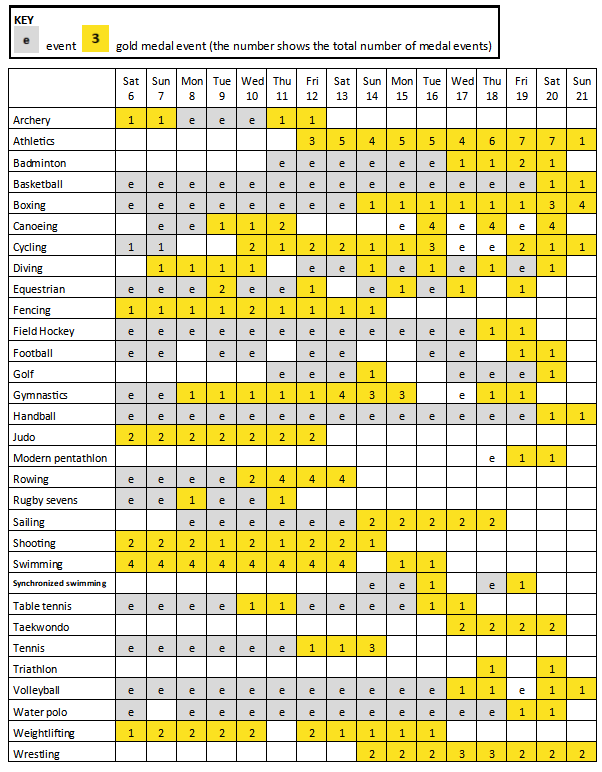 KEY
e event 3 gold medal event (the number shows the total number of medal events)
Sat Sun Mon Tue Wed Thu Fri Sat Sun Mon Tue Wed Thu Fri Sat Sun
6 7 8 9 10 11 12 13 14 15 16 17 18 19 20 21
Archery 1 1 e e e 1 1
Athletics 3 5 4 5 5 4 6 7 7 1
Badminton e e e e e e 1 1 2 1
Basketball e e e e e e e e e e e e e e 1 1
Boxing e e e e e e e e 1 1 1 1 1 1 3 4
Canoeing e e 1 1 2 e 4 e 4 e 4
Cycling 1 1 2 1 2 2 1 1 3 e e 2 1 1
Diving 1 1 1 1 e e 1 e 1 e 1 e 1
Equestrian e e e 2 e e 1 e 1 e 1 1
Fencing 1 1 1 1 2 1 1 1 1
Field Hockey e e e e e e e e e e e e 1 1
Football e e e e e e e e 1 1
Golf e e e 1 e e e 1
Gymnastics e e 1 1 1 1 1 4 3 3 e 1 1
Handball e e e e e e e e e e e e e e 1 1
Judo 2 2 2 2 2 2 2
Modern pentathlon e 1 1
Rowing e e e e 2 4 4 4
Rugby sevens e e 1 e e 1
Sailing e e e e e e 2 2 2 2 2
Shooting 2 2 2 1 2 1 2 2 1
Swimming 4 4 4 4 4 4 4 4 1 1
Synchronized swimming e e 1 e 1
Table tennis e e e e 1 1 e e e e 1 1
Taekwondo 2 2 2 2
Tennis e e e e e e 1 1 3
Triathlon 1 1
Volleyball e e e e e e e e e e e 1 1 e 1 1
Water polo e e e e e e e e e e e e 1 1
Weightlifting 1 2 2 2 2 2 1 1 1 1
Wrestling 2 2 2 3 3 2 2 2